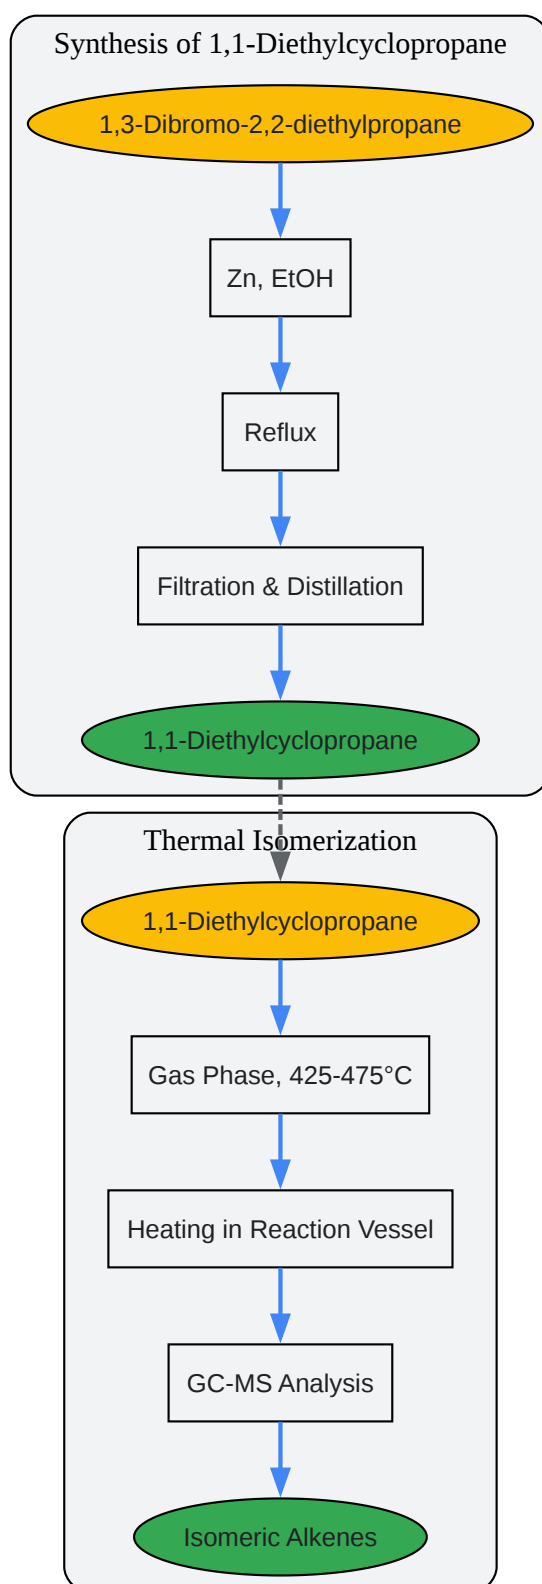 Synthesis of 1,1-Diethylcyclopropane
1,3-Dibromo-2,2-diethylpropane
Zn, EtOH
Reflux
Filtration & Distillation
1,1-Diethylcyclopropane
Thermal Isomerization
1,1-Diethylcyclopropane
Gas Phase, 425-475°C
Heating in Reaction Vessel
GC-MS Analysis
Isomeric Alkenes